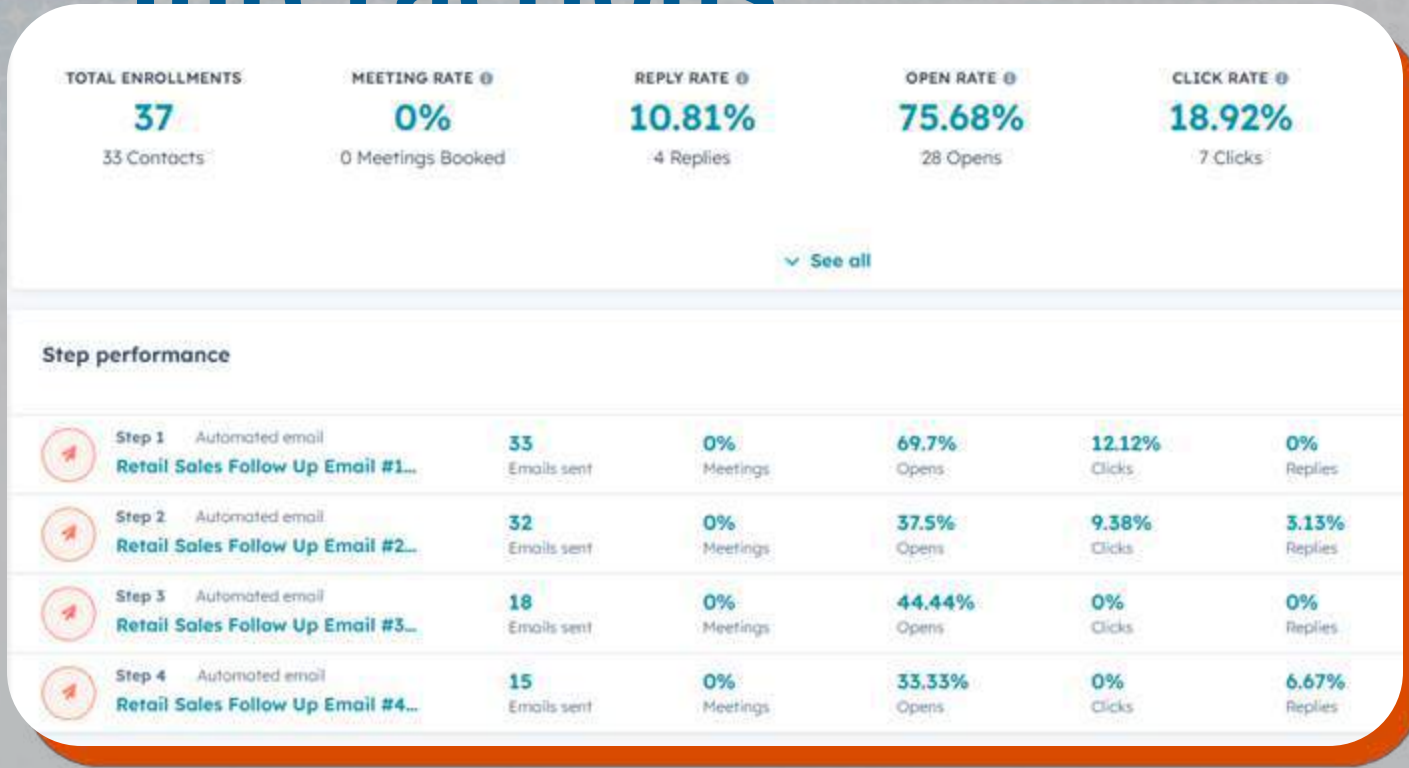 TOTAL ENROLLMENTS
37
33 Contacts
MEETING RATE
0%
0 Meetings Booked
REPLY RATE
10.81%
4 Replies
OPEN RATE
75.68%
28 Opens
CLICK RATE
18.92%
7 Clicks
See all
Step performance
Step 1 Automated email
Retail Sales Follow Up Email #1...
33 0% 69.7% 12.12% 0%
Emails sent Meetings Opens Clicks Replies
Step 2 Automated email
Retail Sales Follow Up Email #2...
32 0% 37.5% 9.38% 3.13%
Emails sent Meetings Opens Clicks Replies
Step 3 Automated email
Retail Sales Follow Up Email #3...
18 0% 44.44% 0% 0%
Emails sent Meetings Opens Clicks Replies
Step 4 Automated email
Retail Sales Follow Up Email #4...
15 0% 33.33% 0% 6.67%
Emails sent Meetings Opens Clicks Replies